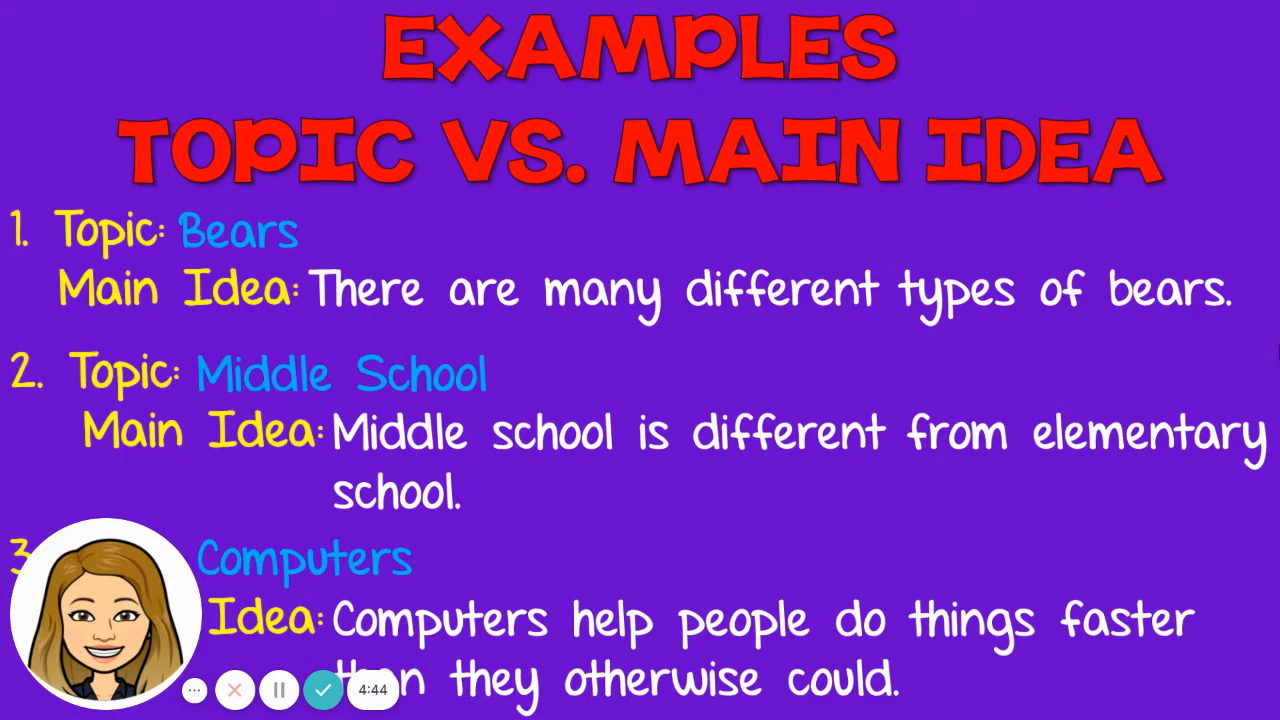 EXAMPLES
TOPIC VS. MAIN IDEA
1. Topic: Bears
Main Idea: There are many different types of bears.
2. Topic: Middle School
Main Idea: Middle school is different from elementary
school.
3 Computers
Idea: Computers help people do things faster
they otherwise could.
4:44